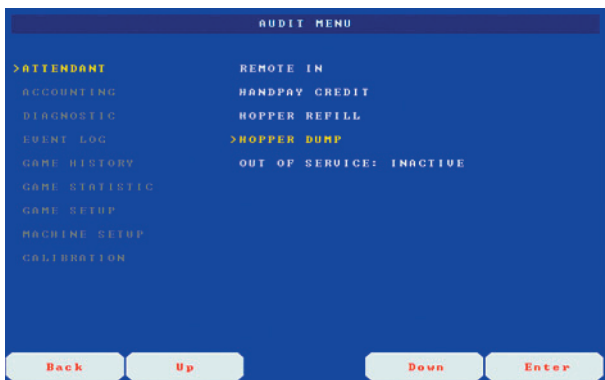 AUDIT MENU
>ATTENDANT
ACCOUNTING
DIAGNOSTIC
EVENT LOG
GAME HISTORY
GAME STATISTIC
GAME SETUP
MACHINE SETUP
CALIBRATION
REMOTE IN
HANDPAY CREDIT
HOPPER REFILL
>HOPPER DUMP
OUT OF SERVICE: INACTIVE
Back Up Down Enter